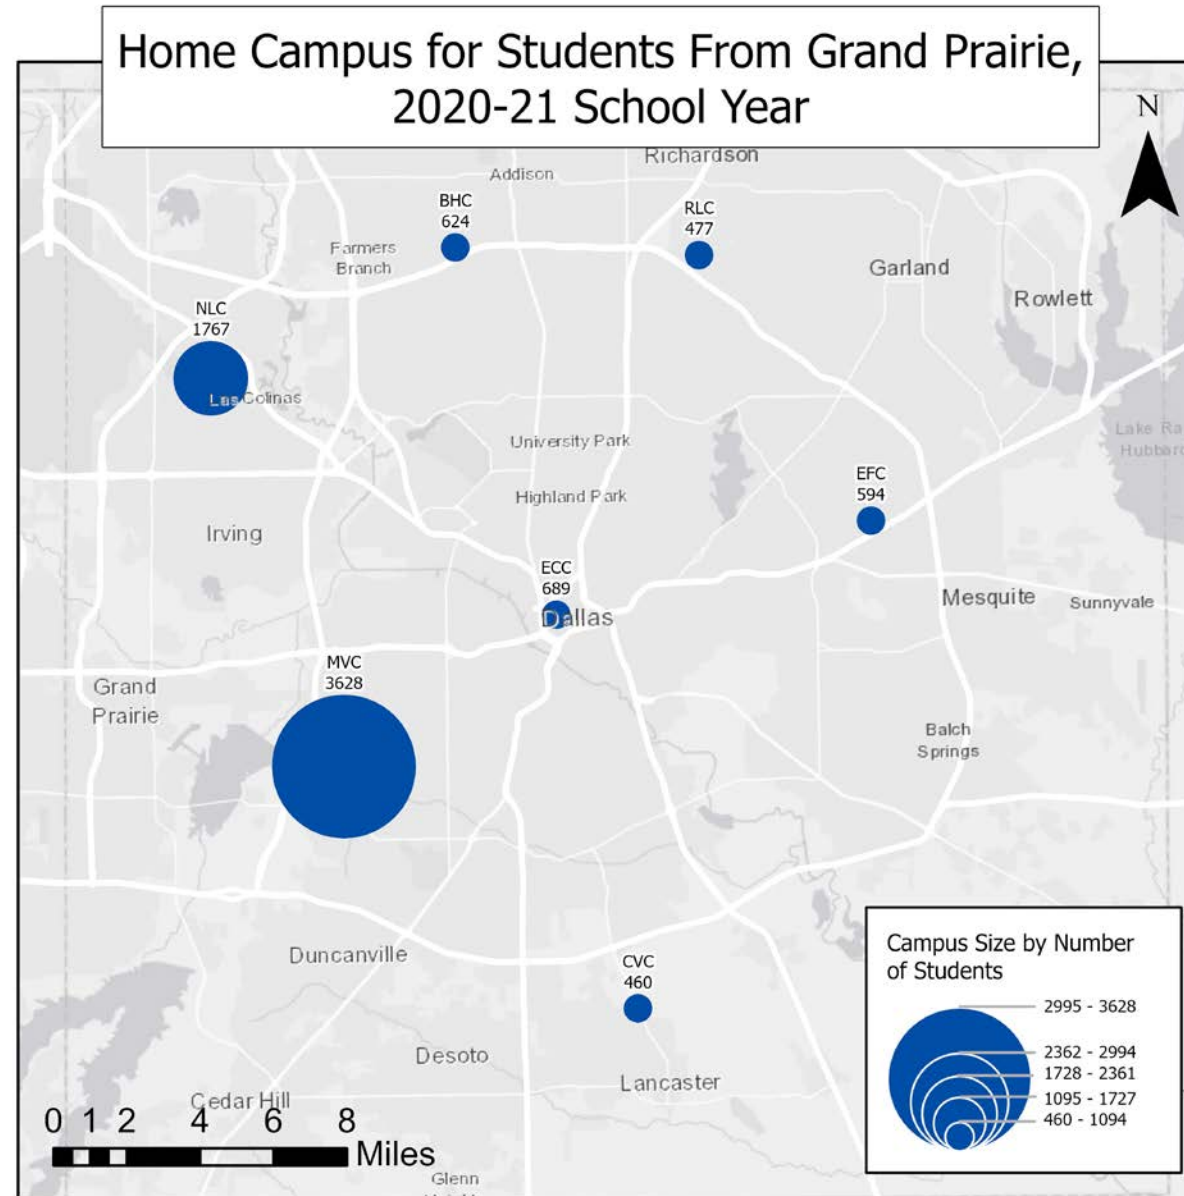 Home Campus for Students From Grand Prairie,
2020-21 School Year
N
Richardson
Addison
BHC
624
RLC
477
Farmers
Branch
Garland
Rowlett
NLC
1767
Las Colinas
University Park
Lake Ra
Hubbard
EFC
594
Highland Park
Irving
ECC
689
Dallas
Mesquite
Sunnyvale
MVC
3628
Grand
Prairie
Balch
Springs
Duncanville
CVC
460
Campus Size by Number
of Students
2995 - 3628
2362 - 2994
1728 - 2361
1095 - 1727
460 - 1094
Desoto
Lancaster
Cedar Hill
0 1 2 4 6 8
Miles
Glenn